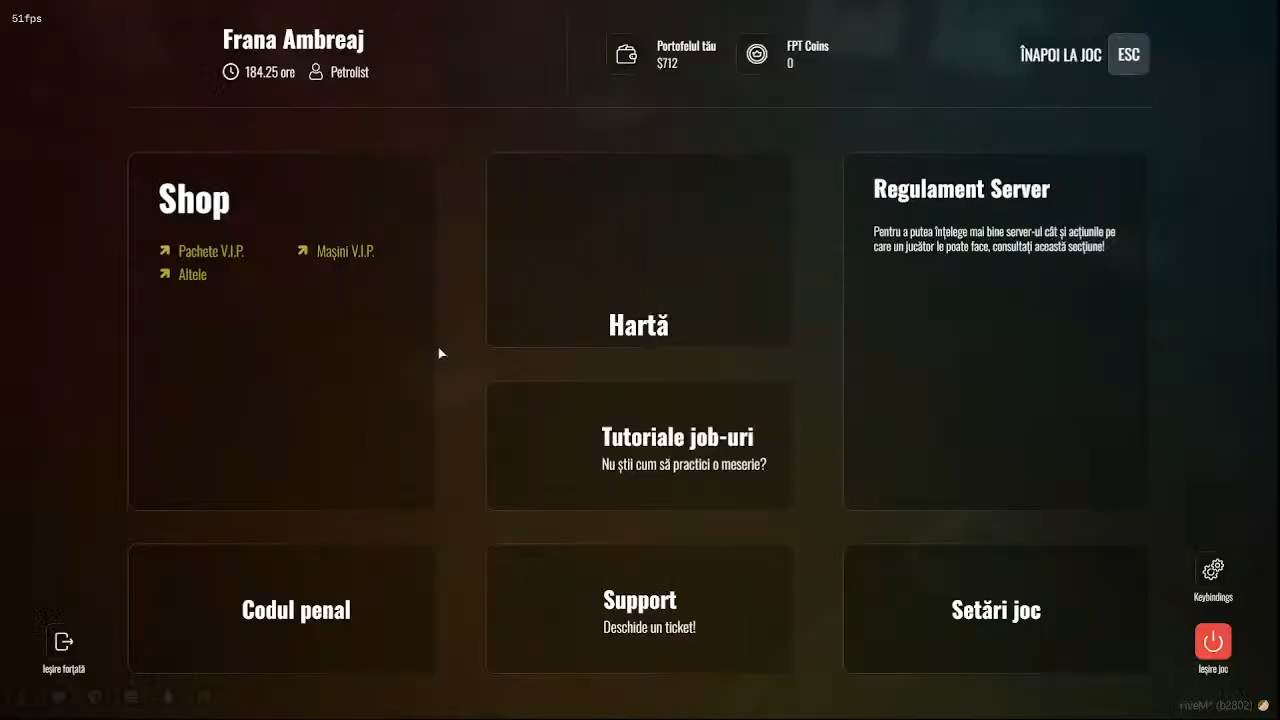 51fps
Frana Ambreaj
184.25 ore Petrolist
Portofelul tău
$712
FPT Coins
0
ÎNAPOI LA JOC ESC
Shop
Pachete V.I.P. Mașini V.I.P.
Altele
Hartă
Regulament Server
Pentru a putea înțelege mai bine server-ul cât și acțiunile pe
care un jucător le poate face, consultați această secțiune!
Tutoriale job-uri
Nu știi cum să practici o meserie?
Codul penal
Support
Deschide un ticket!
Setări joc
Keybindings
Ieșire forțată
Ieșire joc
FiveM* (b2802)